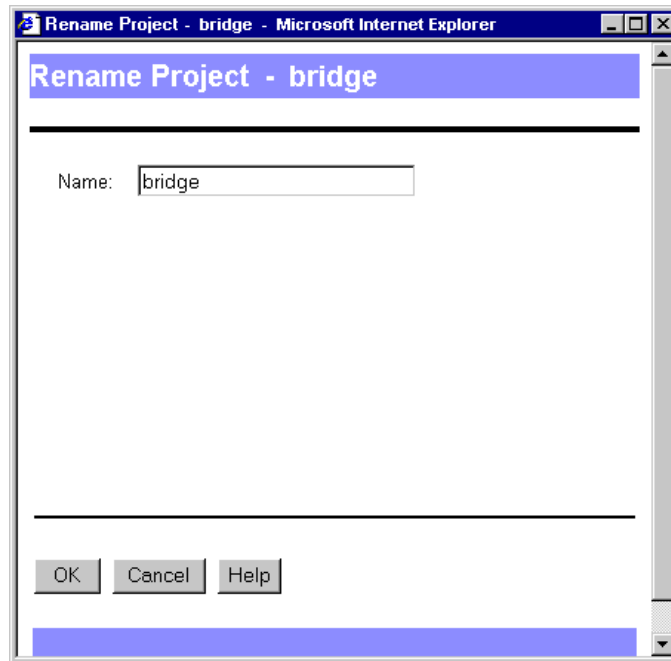 Rename Project - bridge - Microsoft Internet Explorer
Rename Project - bridge
Name: bridge
OK Cancel Help